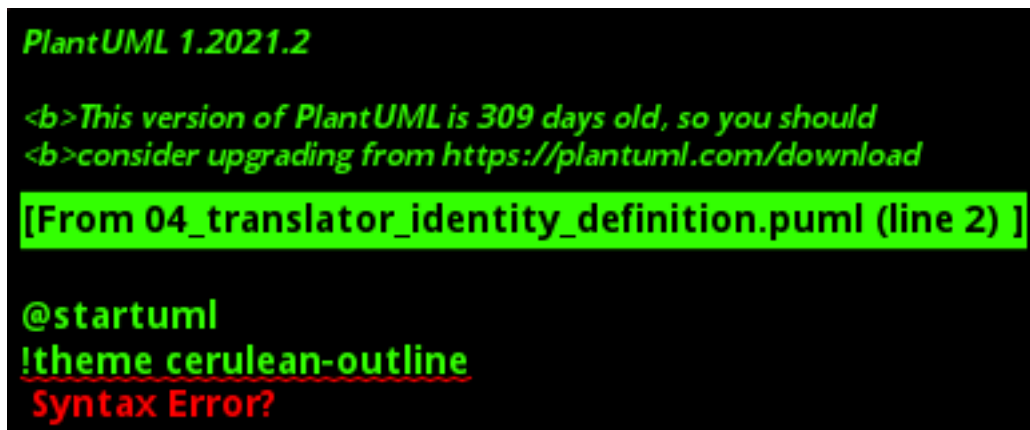 PlantUML 1.2021.2
<b>This version of PlantUML is 309 days old, so you should
<b>consider upgrading from https://plantuml.com/download
[From 04_translator_identity_definition.puml (line 2) ]
@startuml
!theme cerulean-outline
Syntax Error?